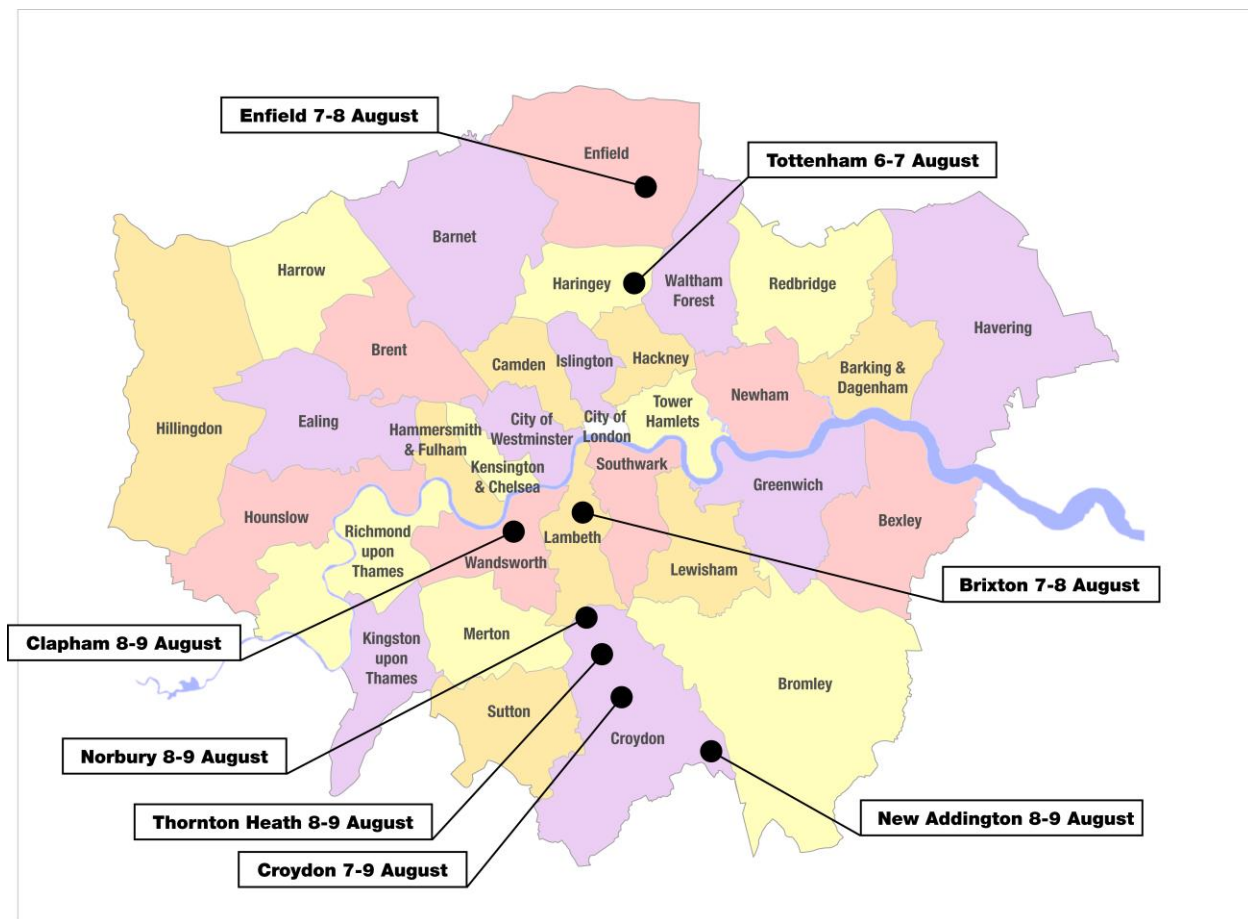 Enfield 7-8 August
Enfield
Tottenham 6-7 August
Barnet
Harrow
Haringey
Waltham
Forest
Redbridge
Havering
Brent
Camden
Islington
Hackney
Barking &
Dagenham
Newham
Hillingdon
Ealing
Hammersmith
& Fulham
City of
Westminster
City of
London
Tower
Hamlets
Kensington
& Chelsea
Southwark
Greenwich
Hounslow
Bexley
Richmond
upon
Thames
Wandsworth
Lambeth
Lewisham
Brixton 7-8 August
Clapham 8-9 August
Kingston
upon
Thames
Merton
Bromley
Sutton
Croydon
Norbury 8-9 August
Thornton Heath 8-9 August
New Addington 8-9 August
Croydon 7-9 August